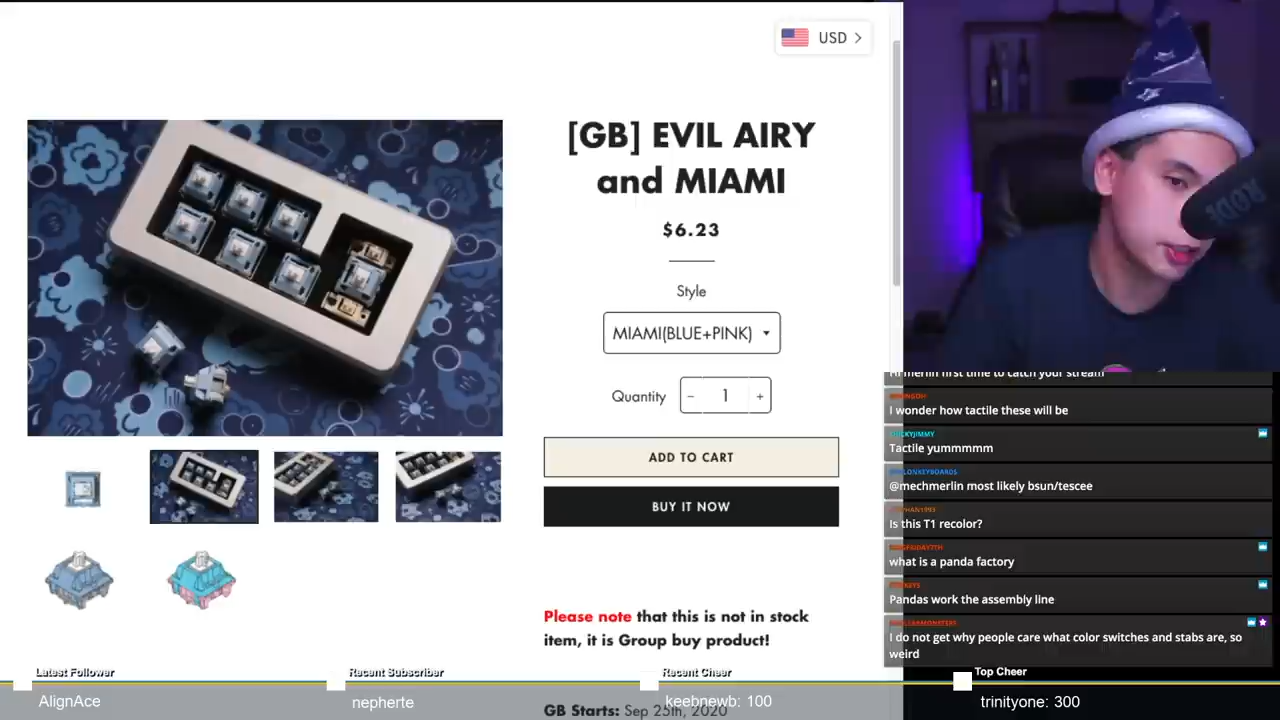 USD
[GB] EVIL AIRY
and MIAMI
$6.23
Style
MIAMI(BLUE+PINK)
Quantity
−
1
+
ADD TO CART
BUY IT NOW
Please note that this is not in stock
item, it is Group buy product!
GB Starts: Sep 25th, 2020
RODE
Hi merlin first time to catch your stream
I wonder how tactile these will be
Tactile yummmmm
@mechmerlin most likely bsun/tescee
Is this T1 recolor?
what is a panda factory
Pandas work the assembly line
I do not get why people care what color switches and stabs are, so
weird
Latest Follower
AlignAce
Recent Subscriber
nepherte
Recent Cheer
keebnewb: 100
Top Cheer
trinityone: 300